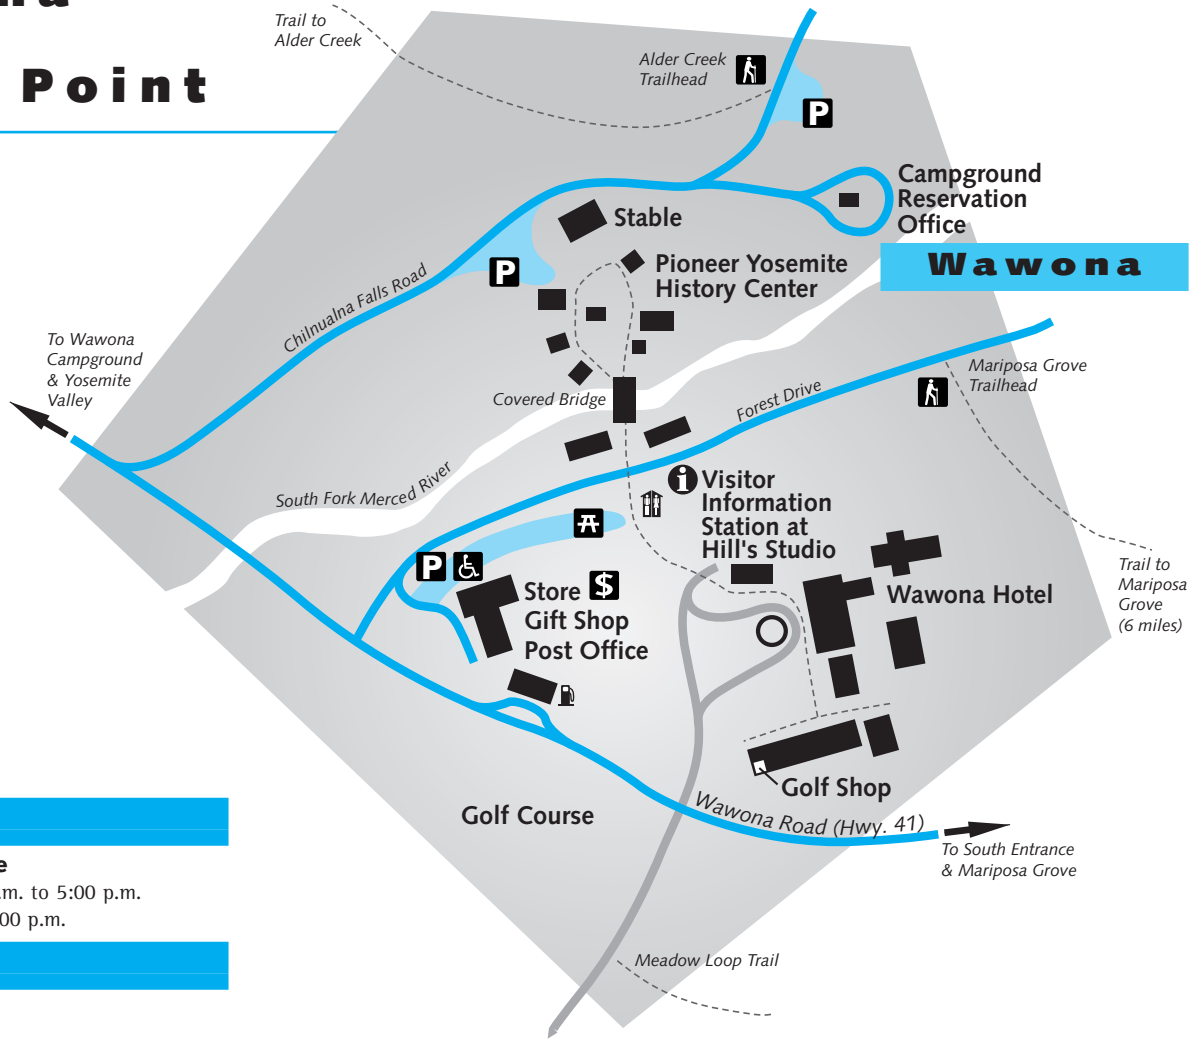 Point
Trail to
Alder Creek
Alder Creek
Trailhead
P
Campground
Reservation
Office
Stable
Wawona
Pioneer Yosemite
History Center
P
Chilnualna Falls Road
To Wawona
Campground
& Yosemite
Valley
Mariposa Grove
Trailhead
Covered Bridge
Forest Drive
South Fork Merced River
i Visitor
Information
Station at
Hill's Studio
P
Store $
Gift Shop
Post Office
Wawona Hotel
Trail to
Mariposa
Grove
(6 miles)
Golf Shop
Golf Course
Wawona Road (Hwy. 41)
To South Entrance
& Mariposa Grove
.m. to 5:00 p.m.
00 p.m.
Meadow Loop Trail